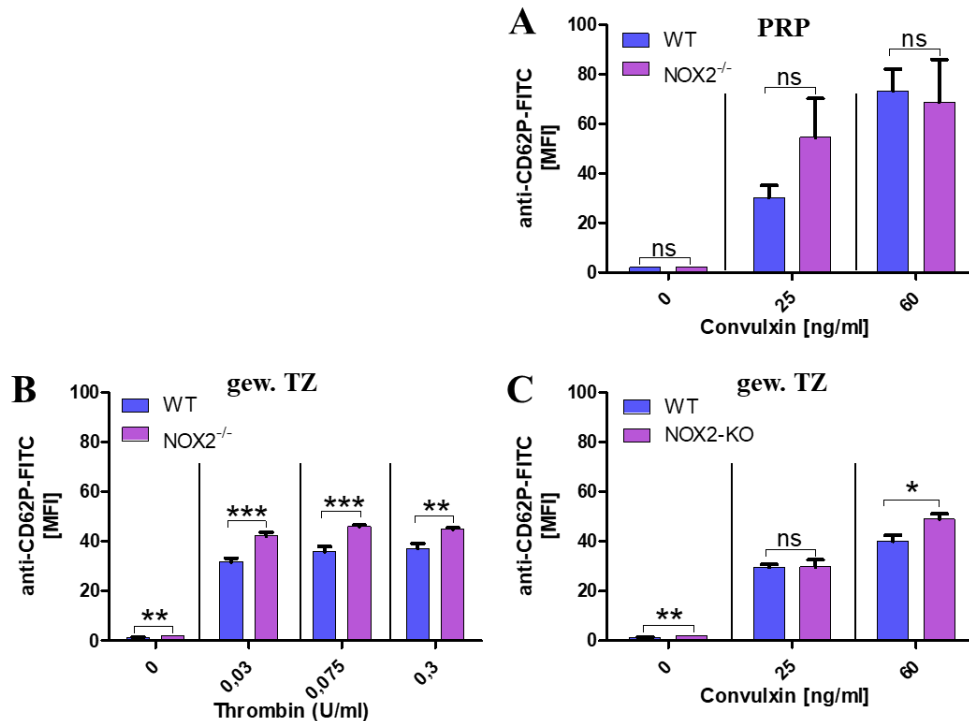 A
PRP
WT
NOX2⁻/⁻
anti-CD62P-FITC
[MFI]
100
80
60
40
20
0
ns
ns
ns
0
25
60
Convulxin [ng/ml]
B
gew. TZ
WT
NOX2⁻/⁻
anti-CD62P-FITC
[MFI]
100
80
60
40
20
0
**
***
***
**
0
0,03
0,075
0,3
Thrombin (U/ml)
C
gew. TZ
WT
NOX2-KO
anti-CD62P-FITC
[MFI]
100
80
60
40
20
0
**
ns
*
0
25
60
Convulxin [ng/ml]